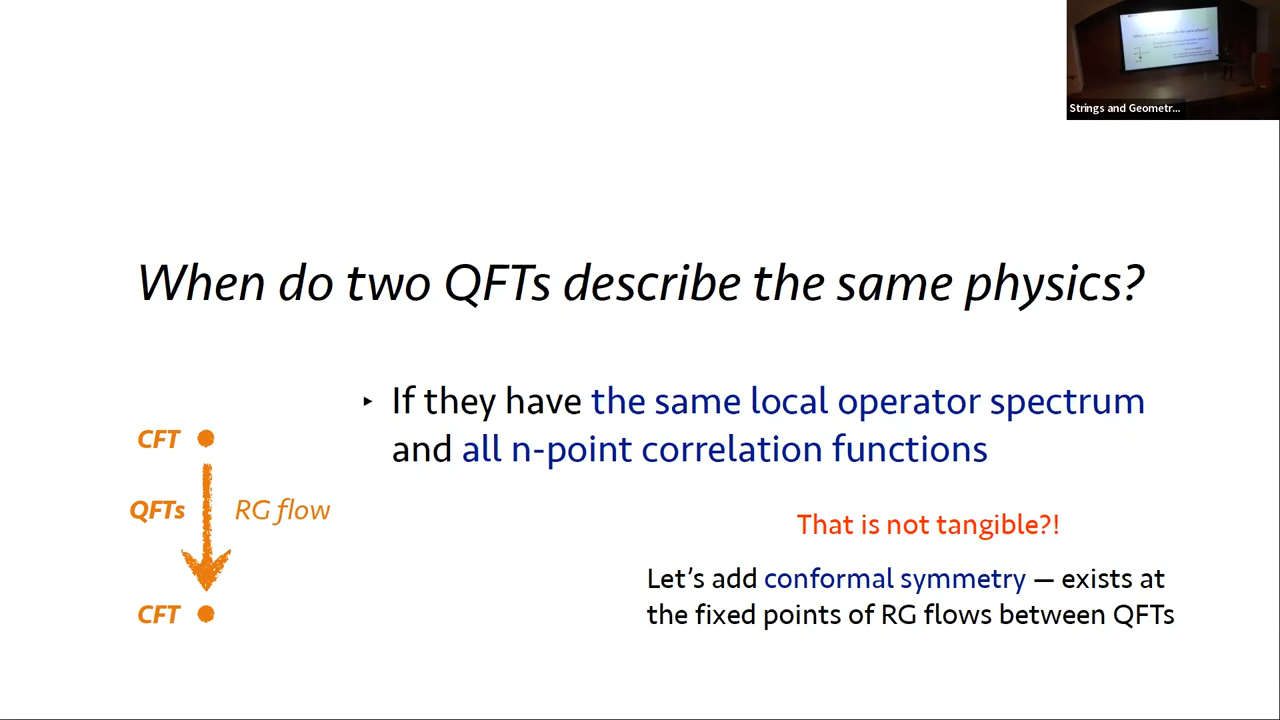 Strings and Geometr...
When do two QFTs describe the same physics?
‣ If they have the same local operator spectrum
and all n-point correlation functions
CFT
QFTs RG flow
CFT
That is not tangible?!
Let's add conformal symmetry — exists at
the fixed points of RG flows between QFTs